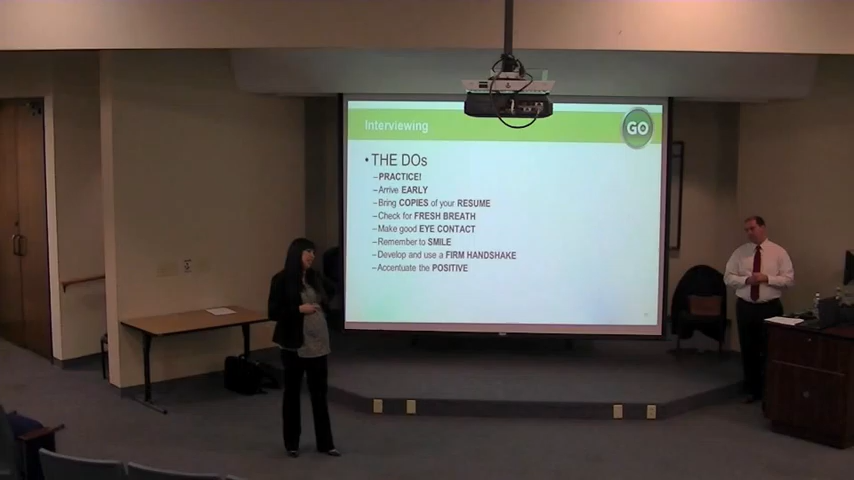 Interviewing
GO
• THE DOs
–PRACTICE!
–Arrive EARLY
–Bring COPIES of your RESUME
–Check for FRESH BREATH
–Make good EYE CONTACT
–Remember to SMILE
–Develop and use a FIRM HANDSHAKE
–Accentuate the POSITIVE